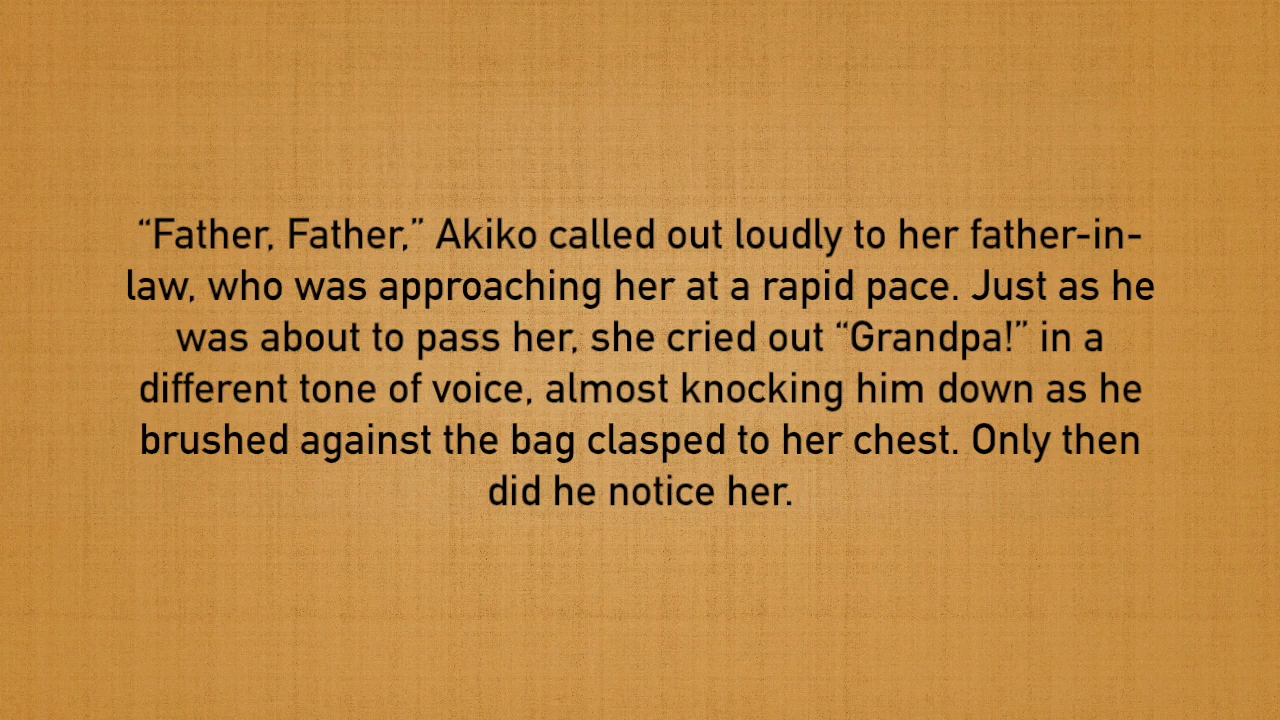 “Father, Father,” Akiko called out loudly to her father-in-
law, who was approaching her at a rapid pace. Just as he
was about to pass her, she cried out “Grandpa!” in a
different tone of voice, almost knocking him down as he
brushed against the bag clasped to her chest. Only then
did he notice her.